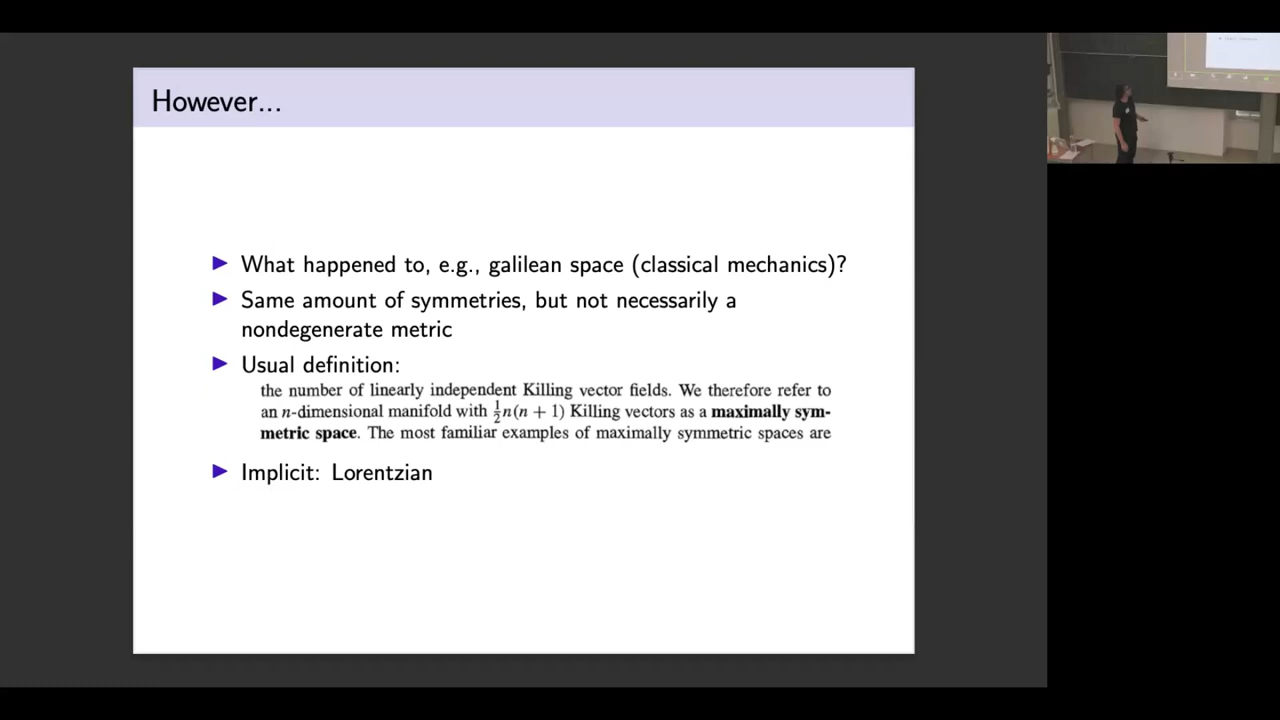 However...
▶ What happened to, e.g., galilean space (classical mechanics)?
▶ Same amount of symmetries, but not necessarily a
nondegenerate metric
▶ Usual definition:
the number of linearly independent Killing vector fields. We therefore refer to
an n-dimensional manifold with ½n(n + 1) Killing vectors as a maximally sym-
metric space. The most familiar examples of maximally symmetric spaces are
▶ Implicit: Lorentzian